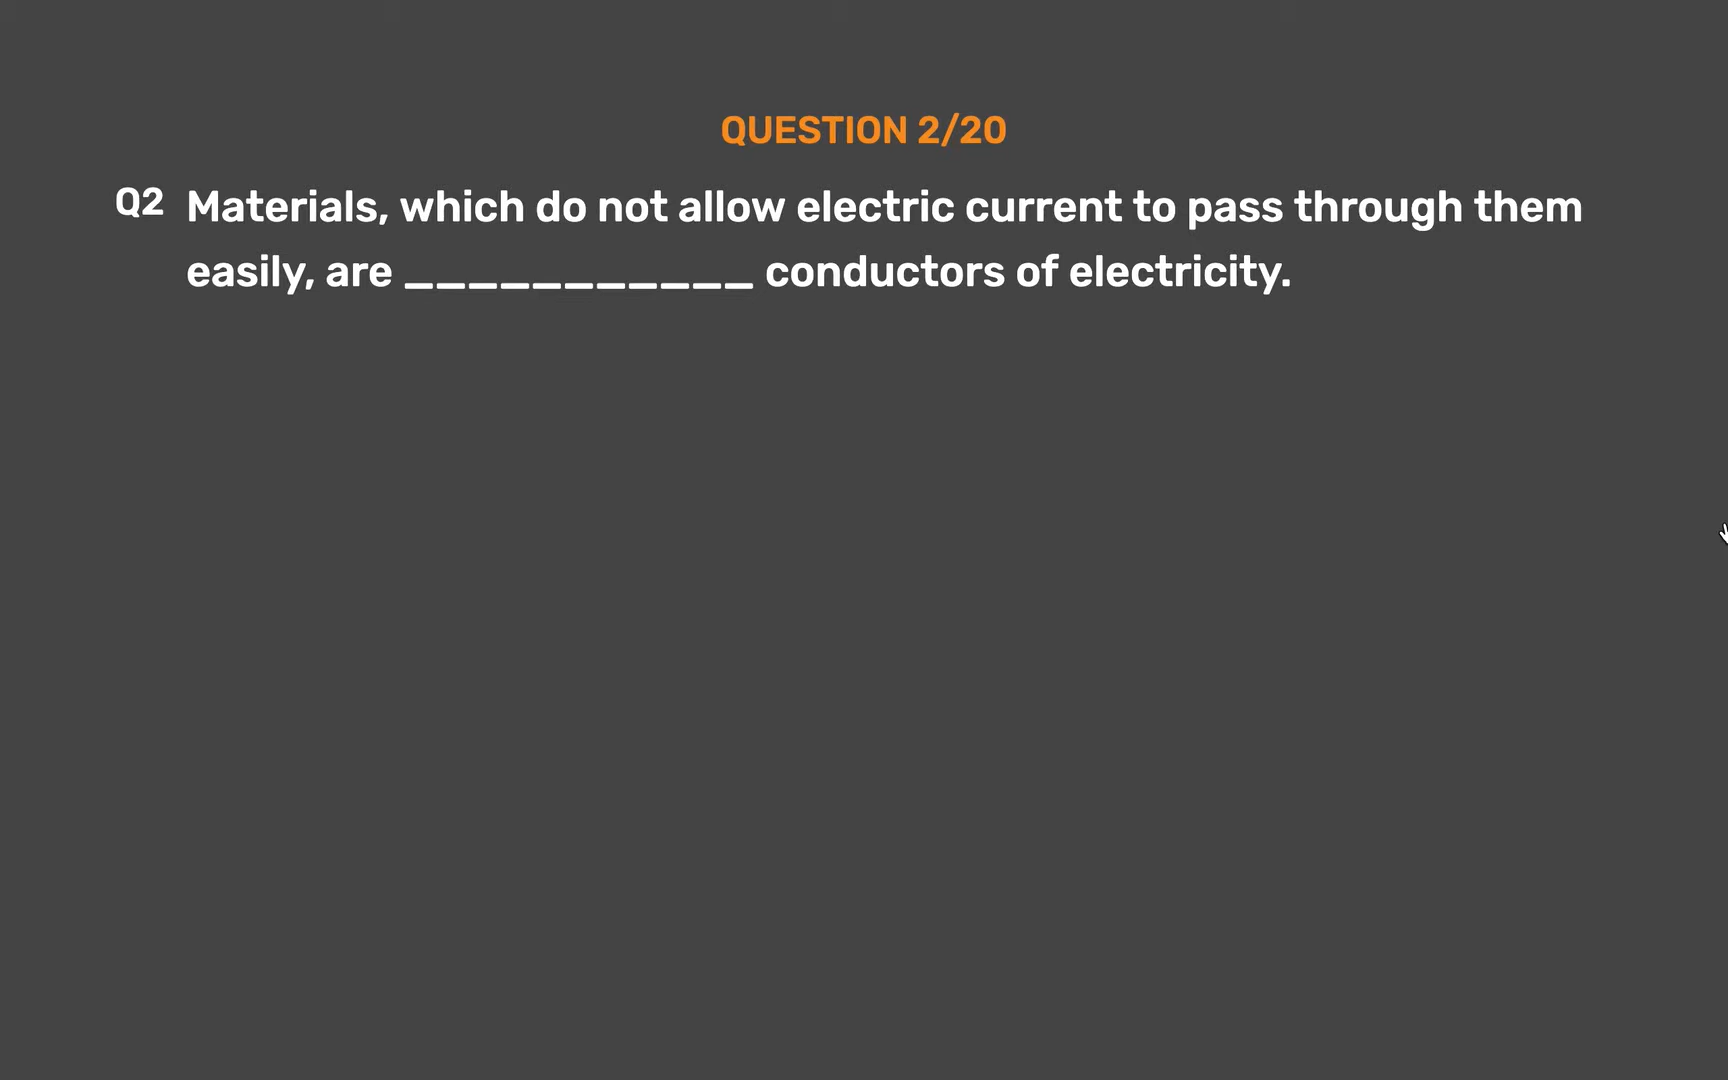 QUESTION 2/20
Q2 Materials, which do not allow electric current to pass through them
easily, are ___________ conductors of electricity.